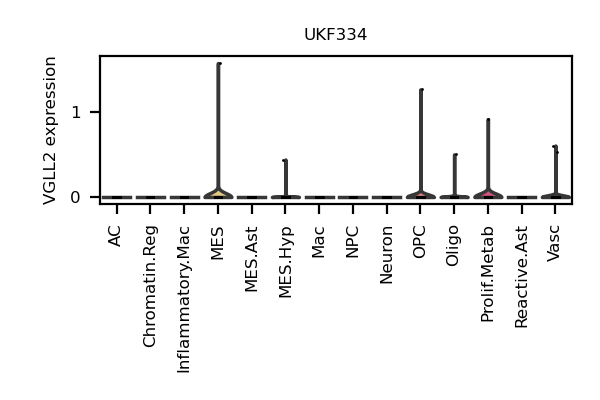 UKF334
VGLL2 expression
1
0
AC
Chromatin.Reg
Inflammatory.Mac
MES
MES.Ast
MES.Hyp
Mac
NPC
Neuron
OPC
Oligo
Prolif.Metab
Reactive.Ast
Vasc